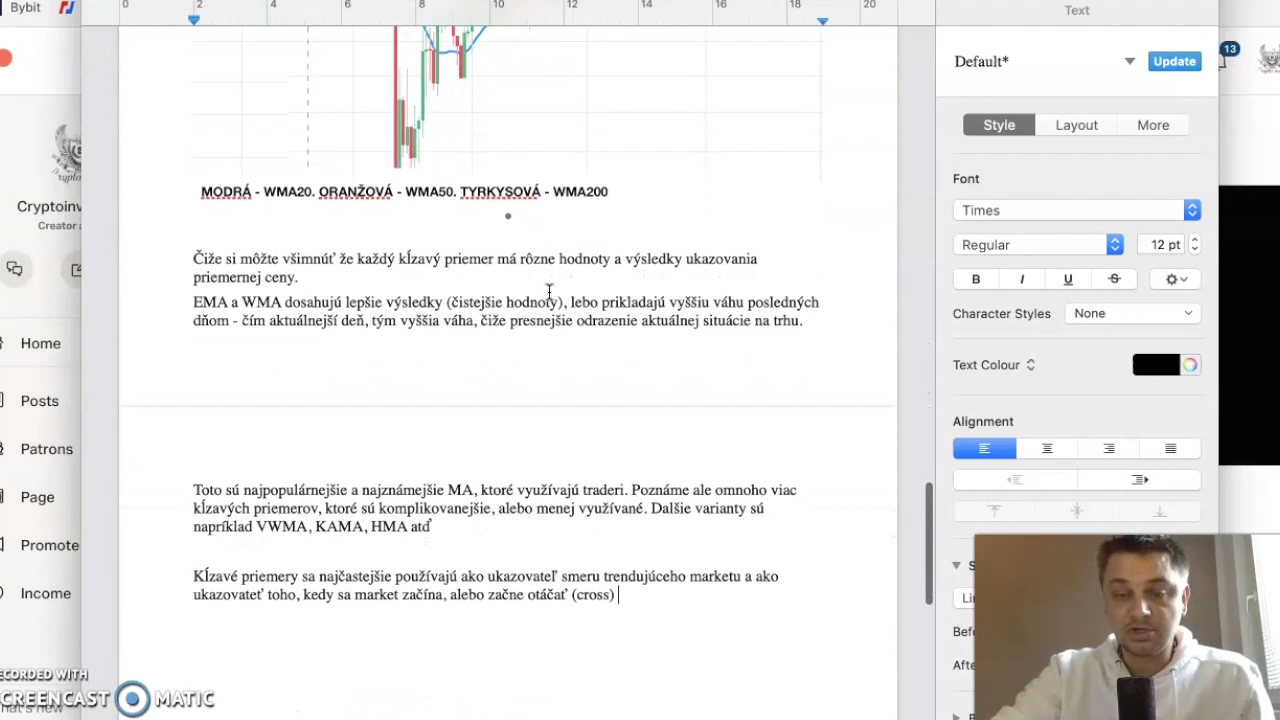 Bybit
0 2 4 6 8 10 12 14 16 18 20
Text
Default*
Update
13
Style Layout More
Font
Times
Regular 12 pt
B I U S
Character Styles None
Text Colour
Alignment
MODRÁ - WMA20. ORANŽOVÁ - WMA50. TYRKYSOVÁ - WMA200
Čiže si môžte všimnúť že každý kĺzavý priemer má rôzne hodnoty a výsledky ukazovania
priemernej ceny.
EMA a WMA dosahujú lepšie výsledky (čistejšie hodnoty), lebo prikladajú vyššiu váhu posledných
dňom - čím aktuálnejší deň, tým vyššia váha, čiže presnejšie odrazenie aktuálnej situácie na trhu.
Toto sú najpopulárnejšie a najznámejšie MA, ktoré využívajú traderi. Poznáme ale omnoho viac
kĺzavých priemerov, ktoré sú komplikovanejšie, alebo menej využívané. Dalšie varianty sú
napríklad VWMA, KAMA, HMA atď
Kĺzavé priemery sa najčastejšie používajú ako ukazovateľ smeru trendujúceho marketu a ako
ukazovateť toho, kedy sa market začína, alebo začne otáčať (cross)
Cryptoinv
Creator
Home
Posts
Patrons
Page
Promote
Income
S
Li
Befo
Afte
RECORDED WITH
SCREENCAST MATIC